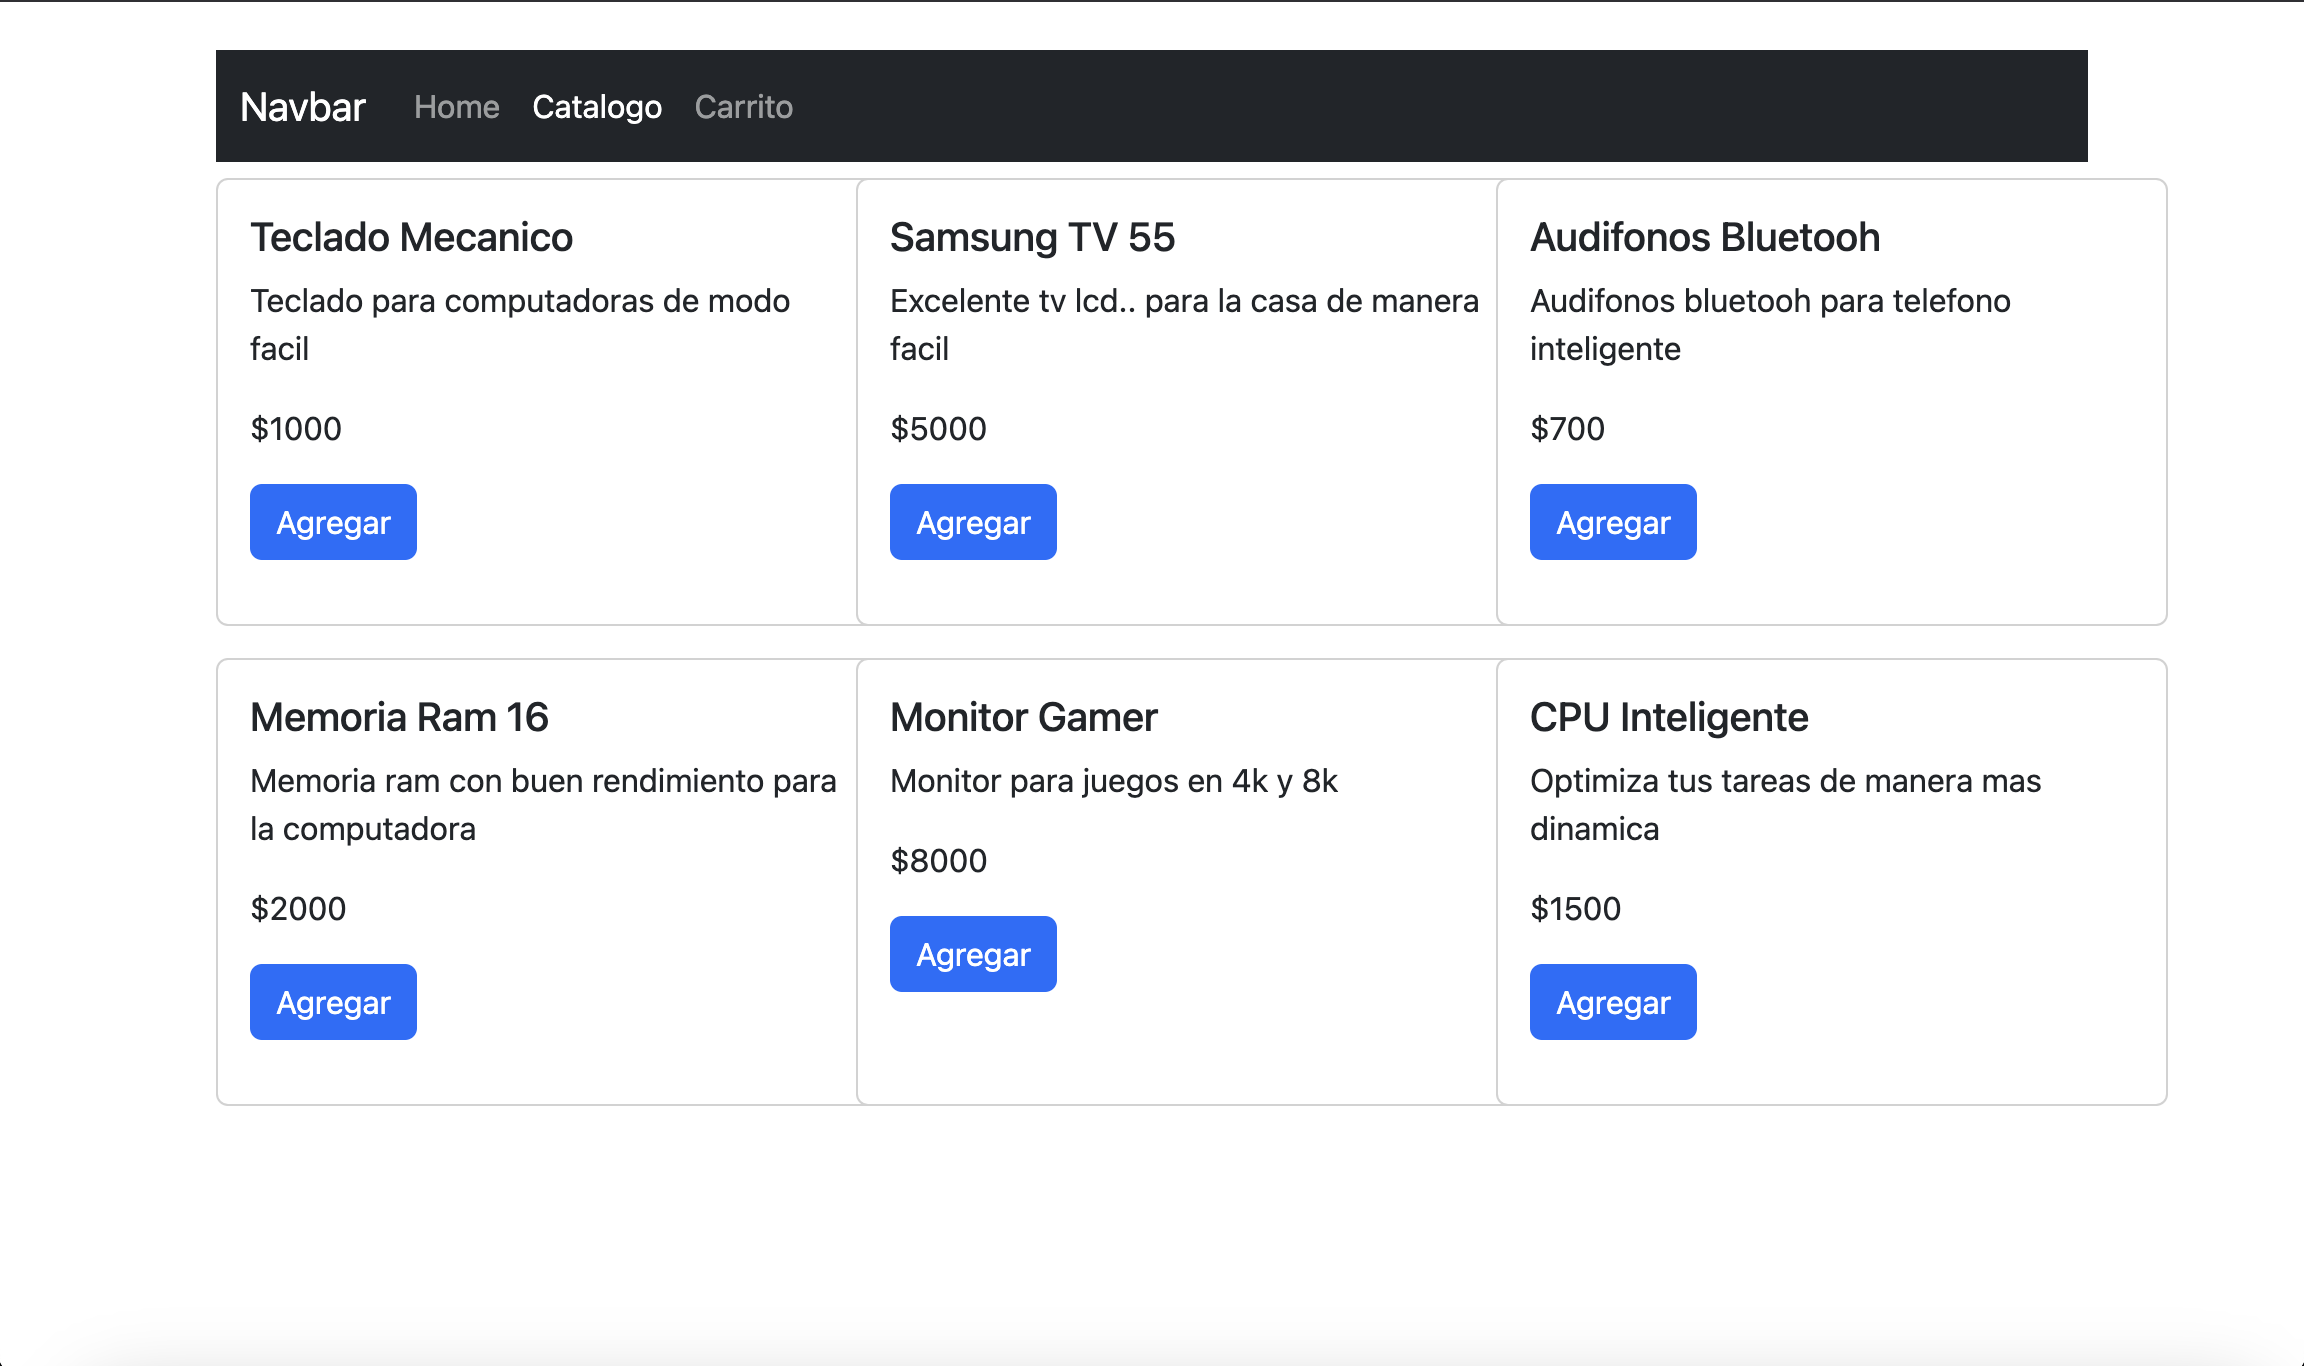 Navbar Home Catalogo Carrito
Teclado Mecanico
Teclado para computadoras de modo
facil
$1000
Agregar
Samsung TV 55
Excelente tv lcd.. para la casa de manera
facil
$5000
Agregar
Audifonos Bluetooh
Audifonos bluetooh para telefono
inteligente
$700
Agregar
Memoria Ram 16
Memoria ram con buen rendimiento para
la computadora
$2000
Agregar
Monitor Gamer
Monitor para juegos en 4k y 8k
$8000
Agregar
CPU Inteligente
Optimiza tus tareas de manera mas
dinamica
$1500
Agregar